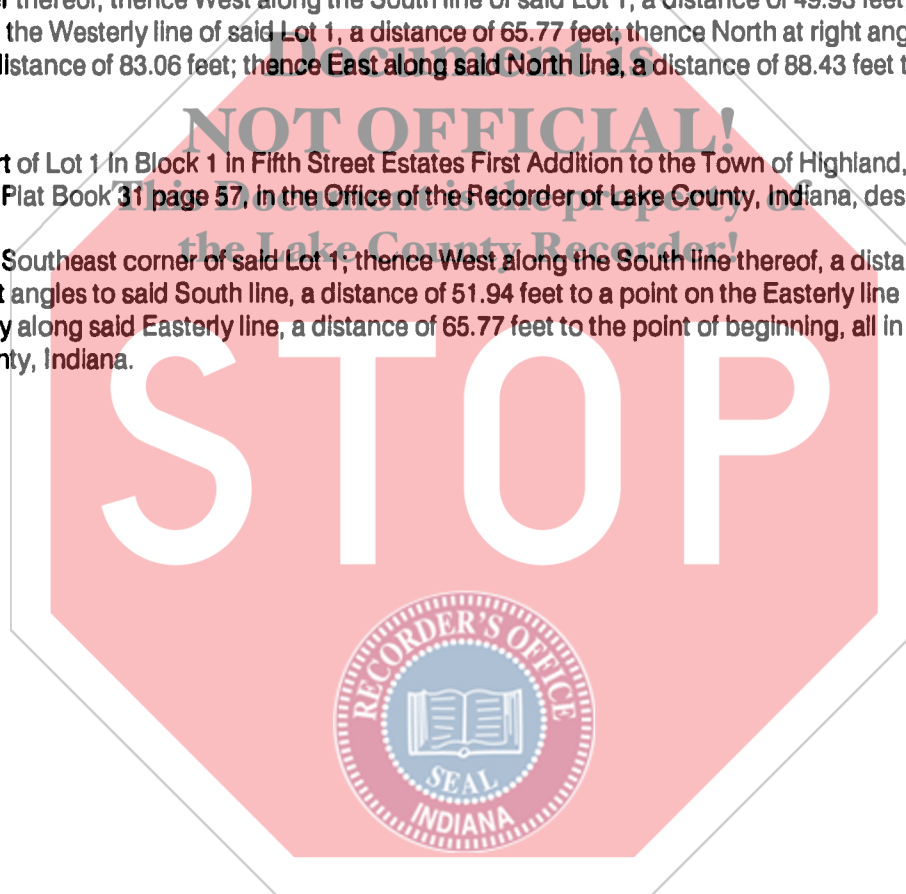 thereof, thence West along the South line of said Lot 1, a distance of 49.93 feet
the Westerly line of said Lot 1, a distance of 65.77 feet; thence North at right ang
Document is
distance of 83.06 feet; thence East along said North line, a distance of 88.43 feet t
NOT OFFICIAL!
rt of Lot 1 in Block 1 in Fifth Street Estates First Addition to the Town of Highland,
This Document is the property of
Plat Book 31 page 57, in the Office of the Recorder of Lake County, Indiana, des
the Lake County Recorder!
Southeast corner of said Lot 1; thence West along the South line thereof, a dista
t angles to said South line, a distance of 51.94 feet to a point on the Easterly line
y along said Easterly line, a distance of 65.77 feet to the point of beginning, all in
nty, Indiana.
STOP
RECORDER'S OFFICE
SEAL
INDIANA